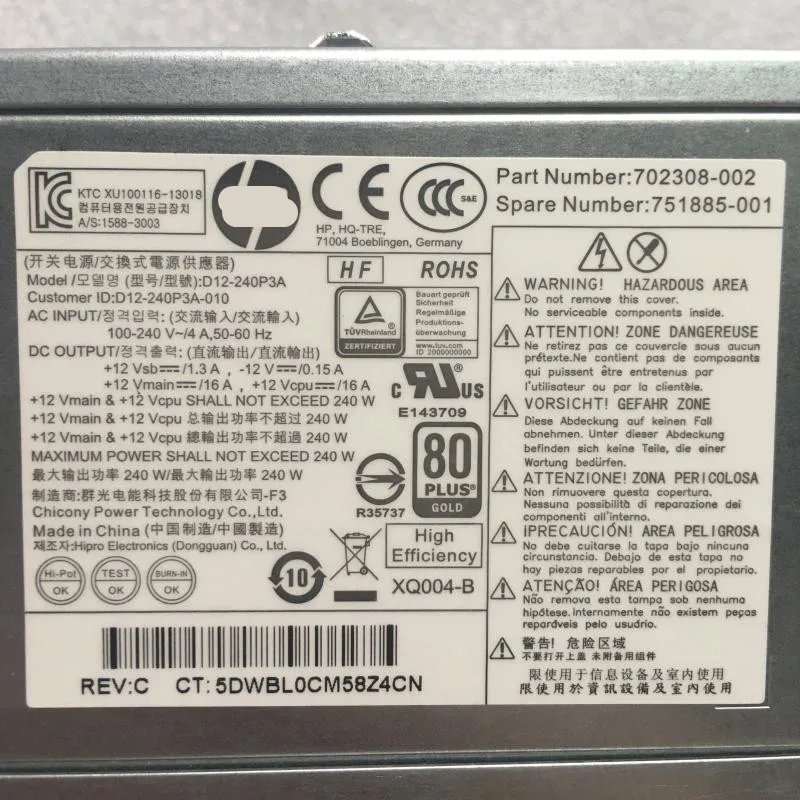 KTC XU100116-13018
컴퓨터용전원공급장치
A/S:1588-3003
CE
CCC S&E
HP, HQ-TRE,
71004 Boeblingen, Germany
Part Number:702308-002
Spare Number:751885-001
(开关电源/交換式電源供應器)
Model /모델명 (型号/型號):D12-240P3A
Customer ID:D12-240P3A-010
AC INPUT/정격입력: (交流输入/交流輸入)
100-240 V~/4 A,50-60 Hz
DC OUTPUT/정격출력: (直流输出/直流輸出)
+12 Vsb⎓/1.3 A , -12 V⎓/0.15 A
+12 Vmain⎓/16 A , +12 Vcpu⎓/16 A
+12 Vmain & +12 Vcpu SHALL NOT EXCEED 240 W
+12 Vmain & +12 Vcpu 总输出功率不超过 240 W
+12 Vmain & +12 Vcpu 總輸出功率不超過 240 W
MAXIMUM POWER SHALL NOT EXCEED 240 W
最大输出功率 240 W/最大輸出功率 240 W
制造商:群光电能科技股份有限公司-F3
Chicony Power Technology Co.,Ltd.
Made in China (中国制造/中國製造)
제조자:Hipro Electronics (Dongguan) Co., Ltd.
HF
ROHS
TÜVRheinland
ZERTIFIZIERT
Bauart geprüft
Sicherheit
Regelmäßige
Produktions-
überwachung
www.tuv.com
ID 2000000000
C RU US
E143709
R35737
80
PLUS
GOLD
High
Efficiency
XQ004-B
10
Hi-Pot
OK
TEST
OK
BURN-IN
OK
REV:C CT: 5DWBL0CM58Z4CN
WARNING! HAZARDOUS AREA
Do not remove this cover.
No serviceable components inside.
ATTENTION! ZONE DANGEREUSE
Ne retirez pas ce couvercle sous aucun
prétexte.Ne contient pas de composants
qui puissent être entretenus par
l'utilisateur ou par la clientèle.
VORSICHT! GEFAHR ZONE
Diese Abdeckung auf keinen Fall
abnehmen. Unter dieser Abdeckung
befinden sich keine Teile, die einer
Wartung bedürfen.
ATTENZIONE! ZONA PERICOLOSA
Non rimuovere questa copertura.
Nessuna possibilità di reparazione dei
componenti all'interno.
¡PRECAUCIÓN! AREA PELIGROSA
No debe cuitarse la tapa bajo nincuna
circunstancia. Debajo de esta tapa no
hay piezas reparables por el propietario.
ATENÇÃO! ÁREA PERIGOSA
Não remova esta tampa sob nenhuma
hipótese.Internamente não existem peças
reparávéis pelo usudrio.
警告! 危险区域
不要打开上盖 未附备用组件
限使用于信息设备及室内使用
限使用於資訊設備及室內使用